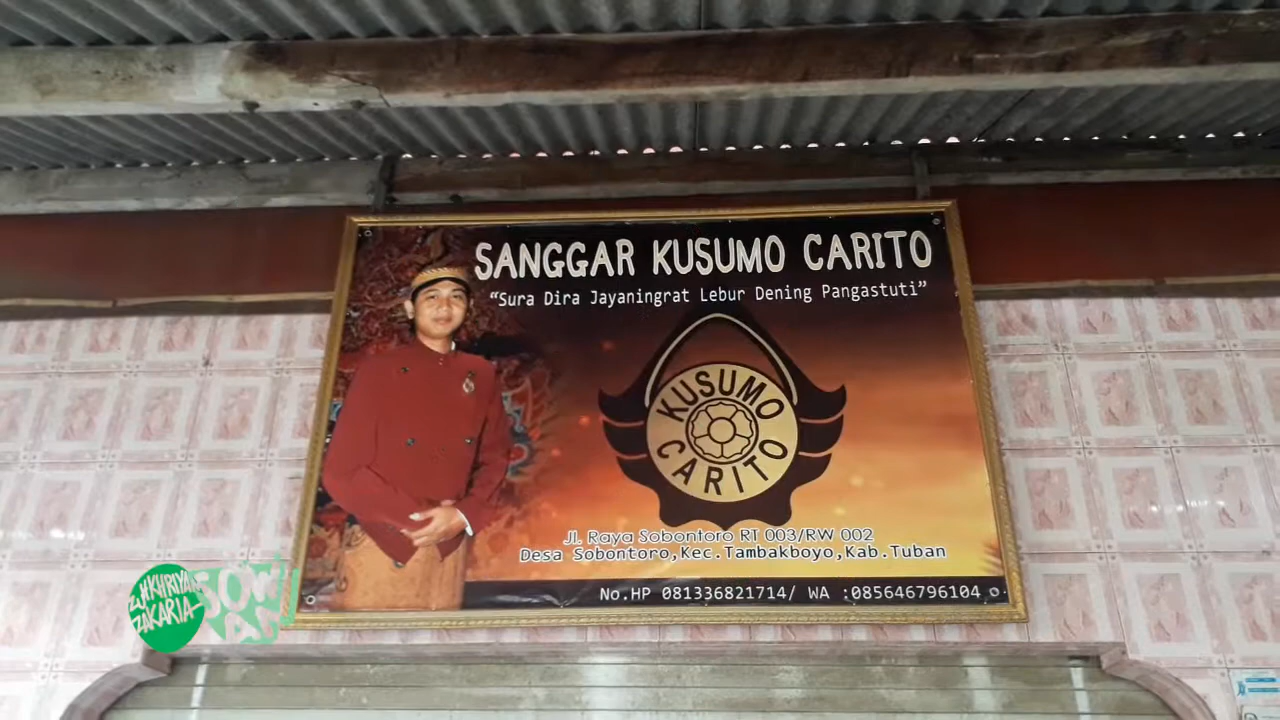 SANGGAR KUSUMO CARITO
“Sura Dira Jayaningrat Lebur Dening Pangastuti”
KUSUMO
CARITO
Jl. Raya Sobontoro RT 003/RW 002
Desa Sobontoro,Kec.Tambakboyo,Kab.Tuban
No.HP 081336821714/ WA :085646796104
ZAKARIA